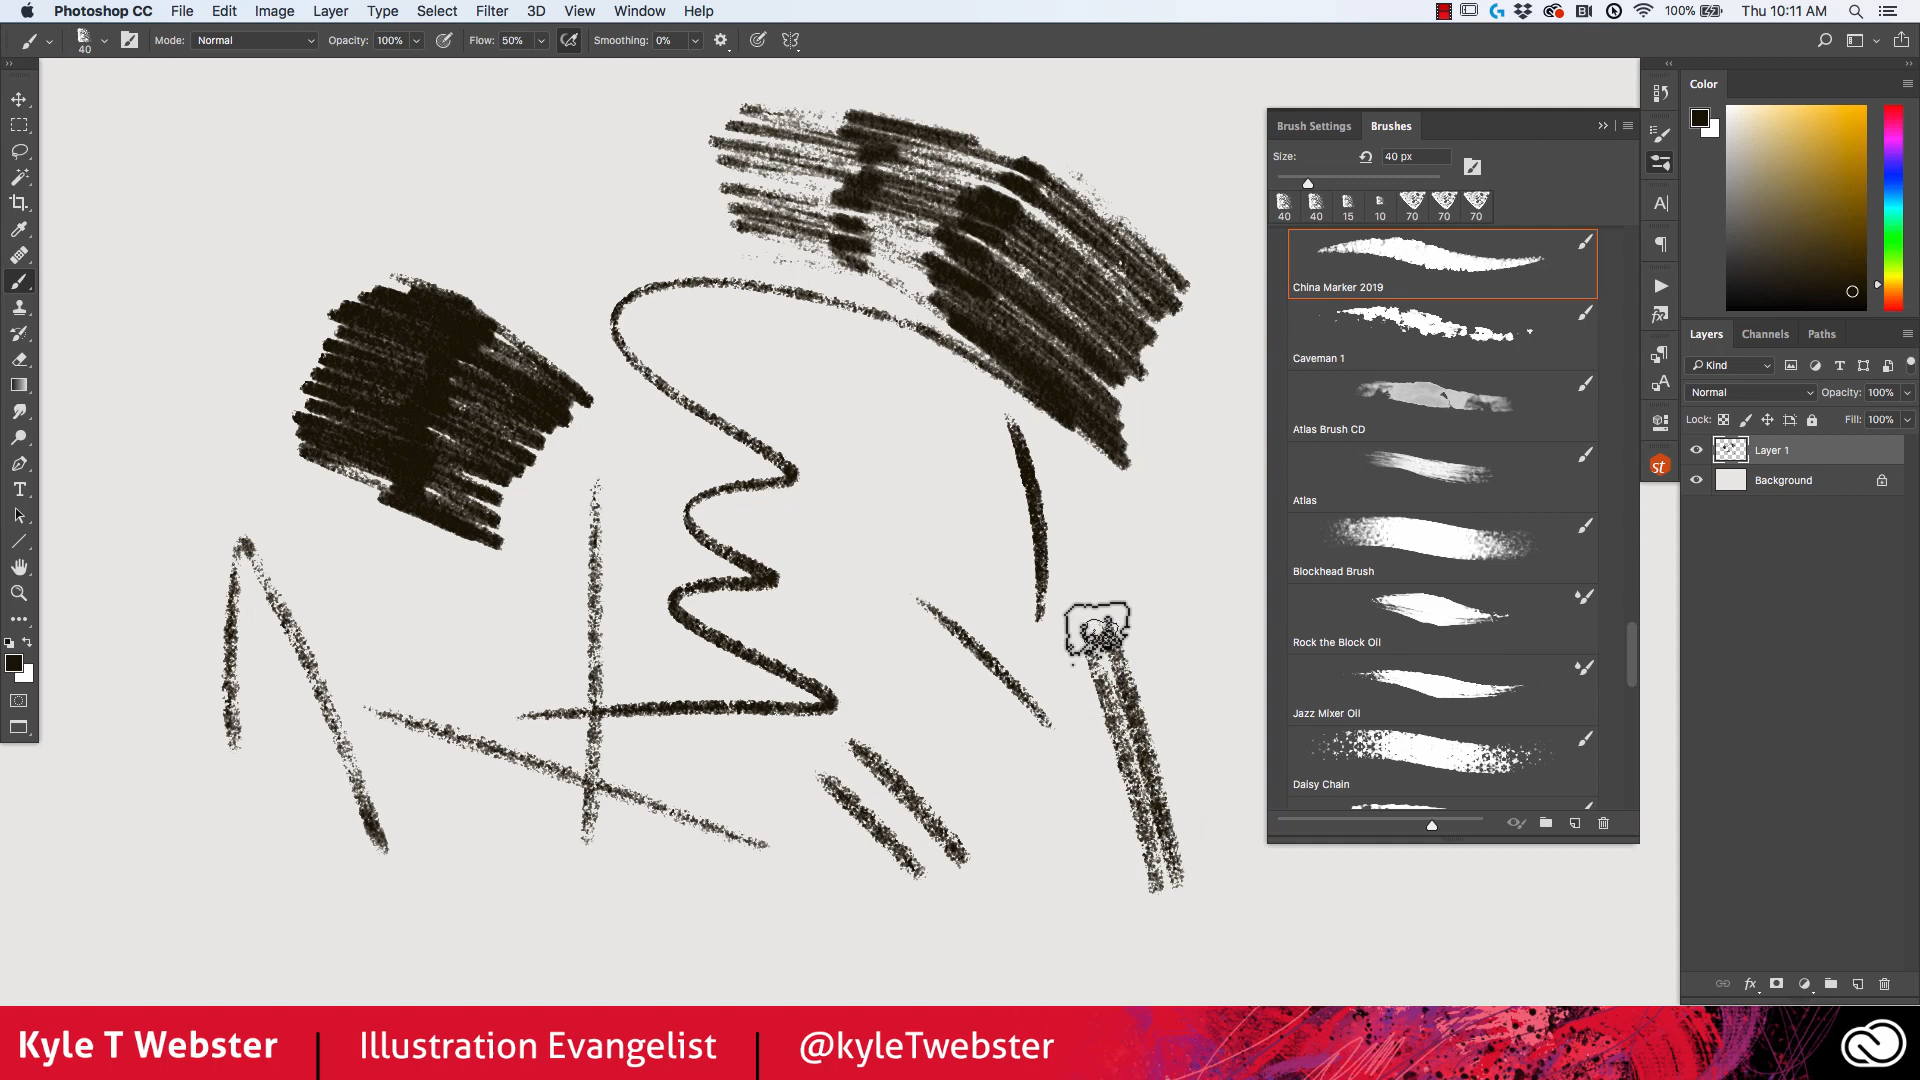 Photoshop CC File Edit Image Layer Type Select Filter 3D View Window Help 100% Thu 10:11 AM
40 Mode: Normal Opacity: 100% Flow: 50% Smoothing: 0%
Color
Brush Settings Brushes
Size: 40 px
40 40 15 10 70 70 70
China Marker 2019
Caveman 1
Atlas Brush CD
Atlas
Blockhead Brush
Rock the Block Oil
Jazz Mixer Oil
Daisy Chain
A
fx
A
st
Layers Channels Paths
Kind
Normal Opacity: 100%
Lock: Fill: 100%
Layer 1
Background
fx
Kyle T Webster | Illustration Evangelist | @kyleTwebster